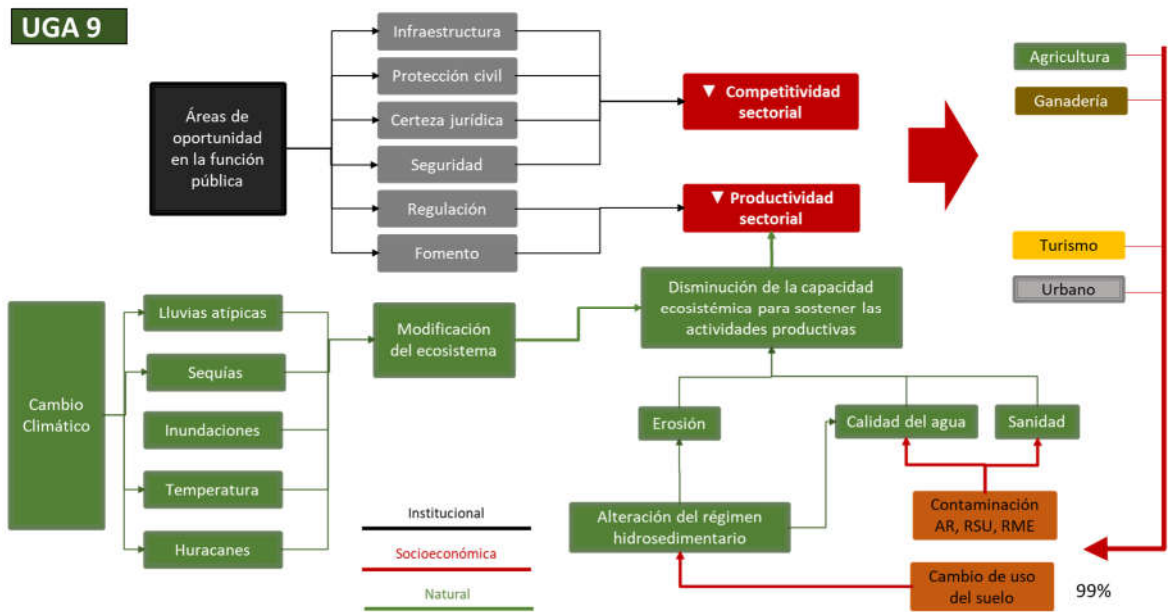 UGA 9
Áreas de
oportunidad
en la función
pública
Infraestructura
Protección civil
Certeza jurídica
Seguridad
Regulación
Fomento
▼ Competitividad
sectorial
▼ Productividad
sectorial
Agricultura
Ganadería
Turismo
Urbano
Cambio
Climático
Lluvias atípicas
Sequías
Inundaciones
Temperatura
Huracanes
Modificación
del ecosistema
Disminución de la capacidad
ecosistémica para sostener las
actividades productivas
Erosión
Calidad del agua
Sanidad
Alteración del régimen
hidrosedimentario
Contaminación
AR, RSU, RME
Cambio de uso
del suelo
99%
Institucional
Socioeconómica
Natural